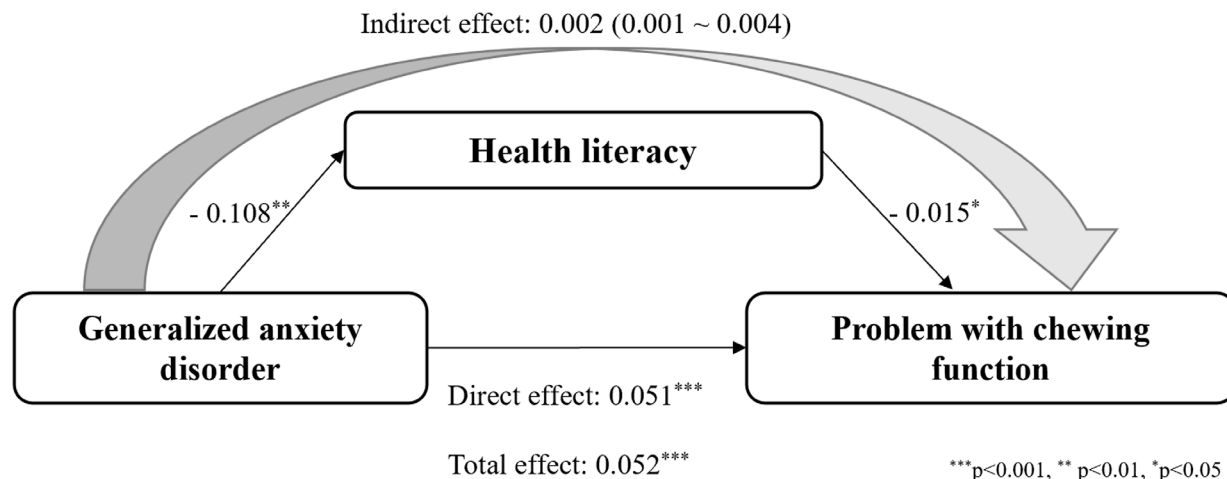 Indirect effect: 0.002 (0.001 ~ 0.004)
Health literacy
- 0.108**
- 0.015*
Generalized anxiety
disorder
Problem with chewing
function
Direct effect: 0.051***
Total effect: 0.052***
***p<0.001, ** p<0.01, *p<0.05